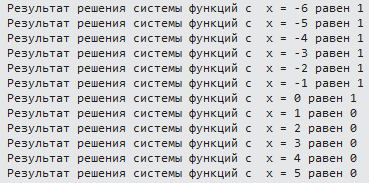 Результат решения системы функций с  x = -6 равен 1
Результат решения системы функций с  x = -5 равен 1
Результат решения системы функций с  x = -4 равен 1
Результат решения системы функций с  x = -3 равен 1
Результат решения системы функций с  x = -2 равен 1
Результат решения системы функций с  x = -1 равен 1
Результат решения системы функций с  x = 0 равен 1
Результат решения системы функций с  x = 1 равен 0
Результат решения системы функций с  x = 2 равен 0
Результат решения системы функций с  x = 3 равен 0
Результат решения системы функций с  x = 4 равен 0
Результат решения системы функций с  x = 5 равен 0